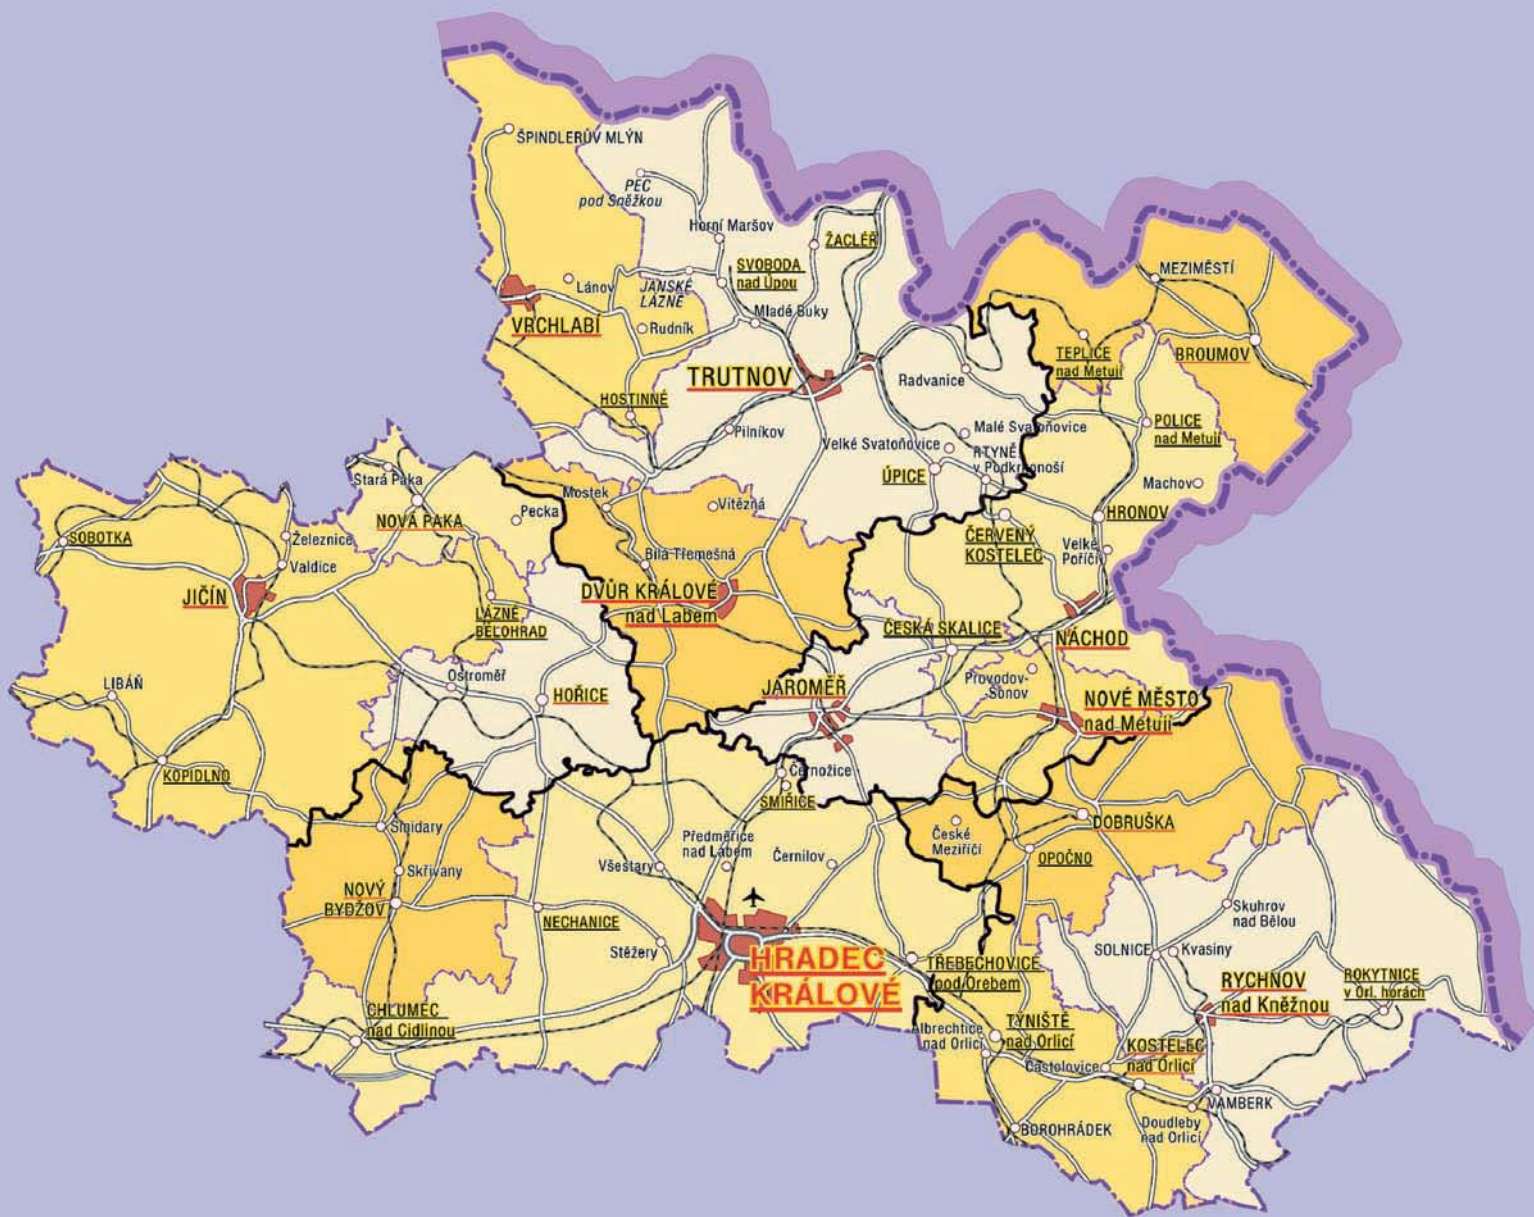 ŠPINDLERŮV MLÝN
PEC
pod Sněžkou
Horní Maršov
ŽACLÉŘ
SVOBODA
nad Úpou
MEZIMĚSTÍ
Lánov
JÁNSKÉ
LÁZNĚ
Mladé Buky
VRCHLABÍ
Rudník
TEPLICE
nad Metují
BROUMOV
TRUTNOV
Radvanice
HOSTINNÉ
Pilníkov
Malé Svatoňovice
Velké Svatoňovice
POLICE
nad Metují
RTYNĚ
v Podkrkonoší
ÚPICE
Stará Paka
Machov
Mostek
Vítězná
Pecka
NOVÁ PAKA
HRONOV
SOBOTKA
Železnice
ČERVENÝ
KOSTELEC
Velké
Poříčí
Bílá Třemešná
Valdice
JIČÍN
DVŮR KRÁLOVÉ
nad Labem
LÁZNĚ
BĚLOHRAD
ČESKÁ SKALICE
NÁCHOD
Ostroměř
LIBÁŇ
HOŘICE
JAROMĚŘ
Provodov-
Šonov
NOVÉ MĚSTO
nad Metují
KOPIDLNO
Černožice
SMIŘICE
Smidary
DOBRUŠKA
České
Meziříčí
Předměřice
nad Labem
Všestary
Černilov
OPOČNO
Skřivany
NOVÝ
BYDŽOV
NECHANICE
Skuhrov
nad Bělou
Stěžery
SOLNICE
Kvasiny
HRADEC
KRÁLOVÉ
TŘEBECHOVICE
pod Orebem
RYCHNOV
nad Kněžnou
ROKYTNICE
v Orl. horách
CHLUMEC
nad Cidlinou
Albrechtice
nad Orlicí
TÝNIŠTĚ
nad Orlicí
KOSTELEC
nad Orlicí
Častolovice
VAMBERK
BOROHRÁDEK
Doudleby
nad Orlicí